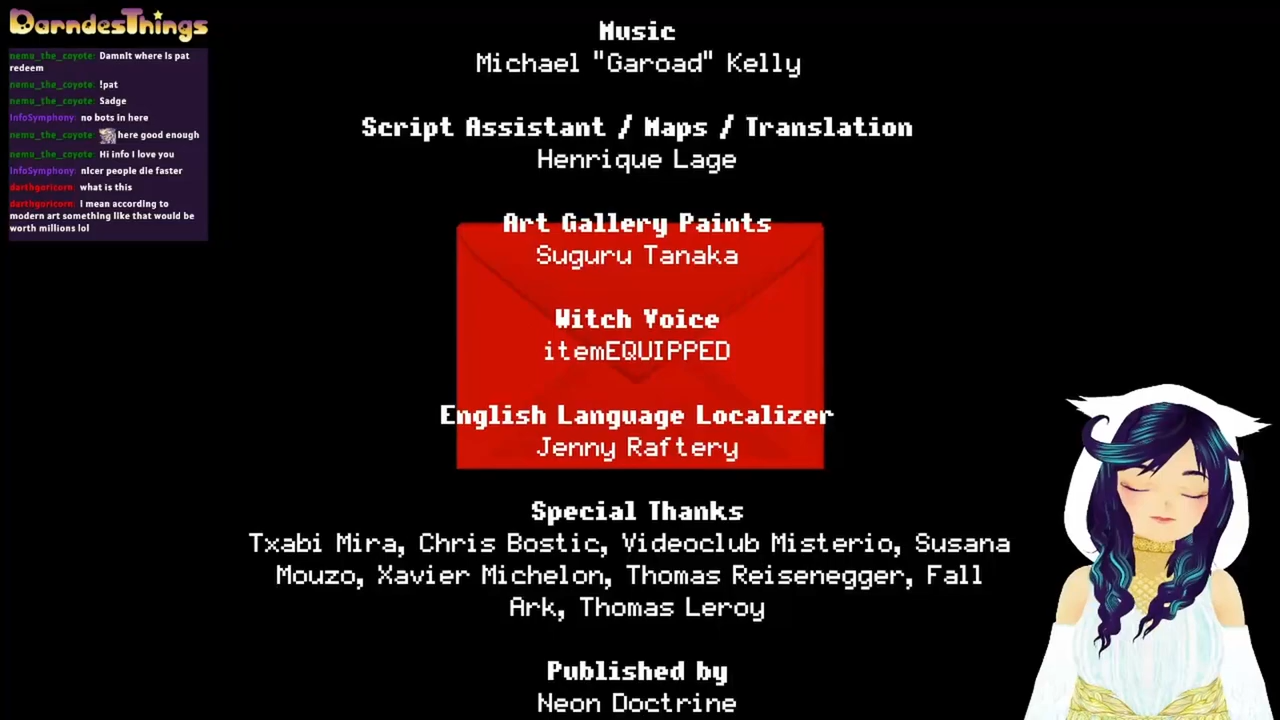 DarndesThings
nemu_the_coyote: Damnit where is pat
redeem
nemu_the_coyote: !pat
nemu_the_coyote: Sadge
InfoSymphony: no bots in here
nemu_the_coyote: here good enough
nemu_the_coyote: Hi info I love you
InfoSymphony: nicer people die faster
darthgoricorn: what is this
darthgoricorn: I mean according to
modern art something like that would be
worth millions lol
Music
Michael "Garoad" Kelly
Script Assistant / Maps / Translation
Henrique Lage
Art Gallery Paints
Suguru Tanaka
Witch Voice
itemEQUIPPED
English Language Localizer
Jenny Raftery
Special Thanks
Txabi Mira, Chris Bostic, Videoclub Misterio, Susana
Mouzo, Xavier Michelon, Thomas Reisenegger, Fall
Ark, Thomas Leroy
Published by
Neon Doctrine